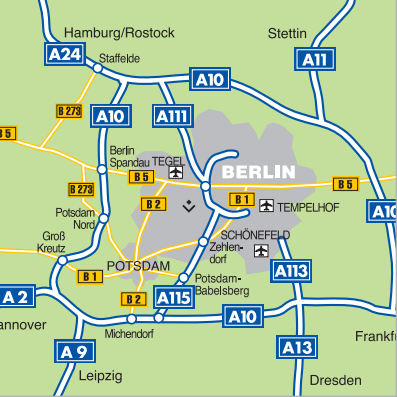 Hamburg/Rostock
Stettin
A24
Staffelde
A11
A10
B 273
A10
A111
B 5
Berlin
Spandau
TEGEL
B 5
BERLIN
B 5
B 273
B 2
B 1
TEMPELHOF
A10
Potsdam
Nord
Groß
Kreutz
SCHÖNEFELD
Zehlen-
dorf
POTSDAM
B 1
A113
Potsdam-
Babelsberg
A 2
B 2
A115
A10
annover
Michendorf
Frankfu
A 9
A13
Leipzig
Dresden